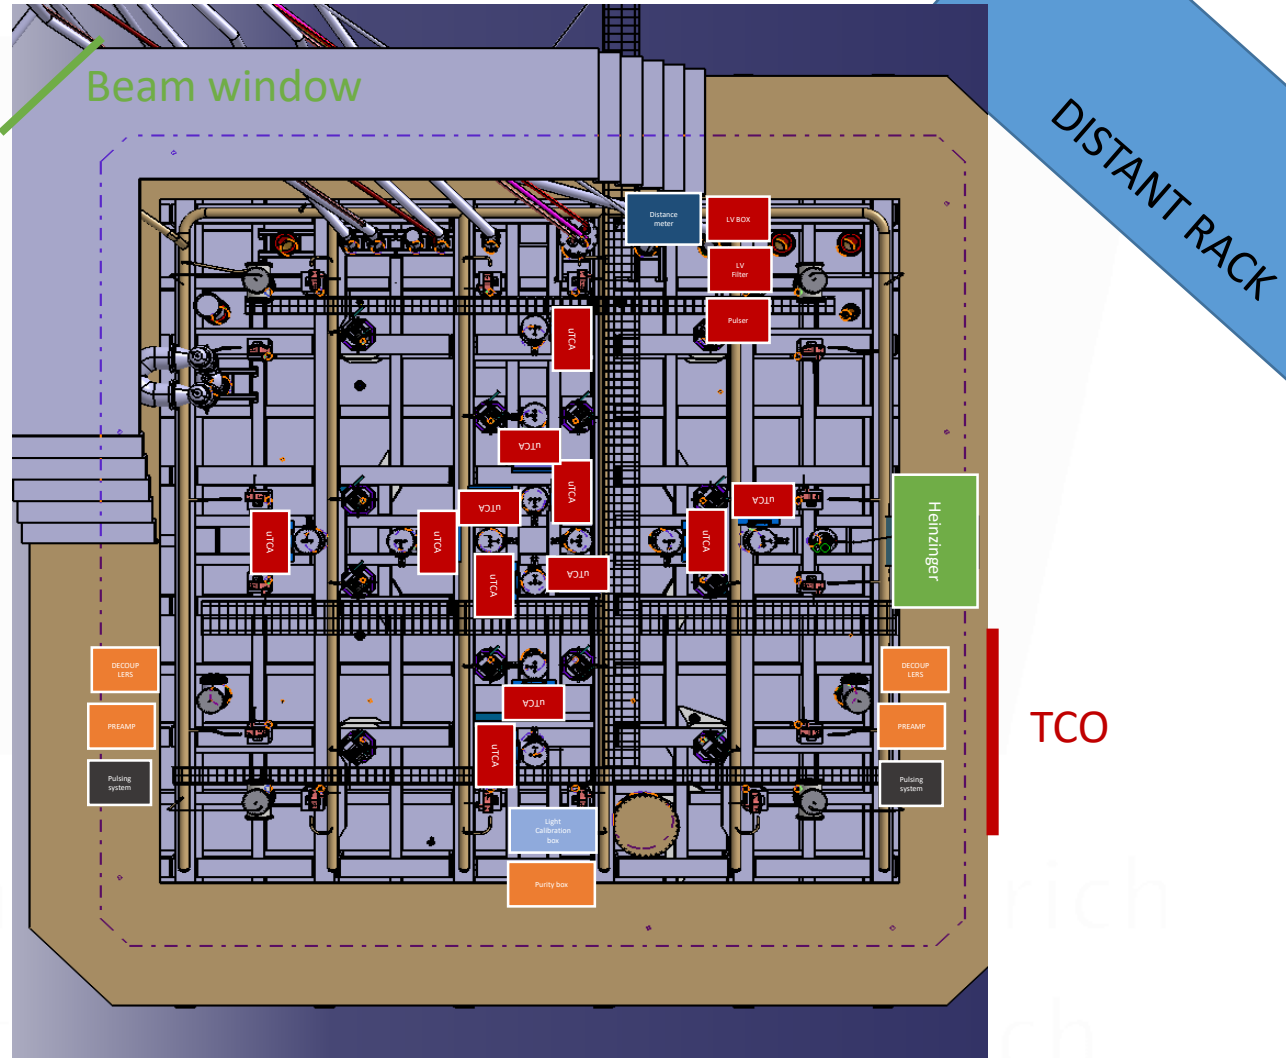 Beam window
DISTANT RACK
Distance
meter
LV BOX
LV
Filter
Pulser
uTCA
uTCA
uTCA
uTCA
uTCA
uTCA
uTCA
uTCA
uTCA
uTCA
uTCA
uTCA
Heinzinger
DECOUP
LERS
PREAMP
Pulsing
system
DECOUP
LERS
PREAMP
Pulsing
system
TCO
Light
Calibration
box
Purity box
rich
ch